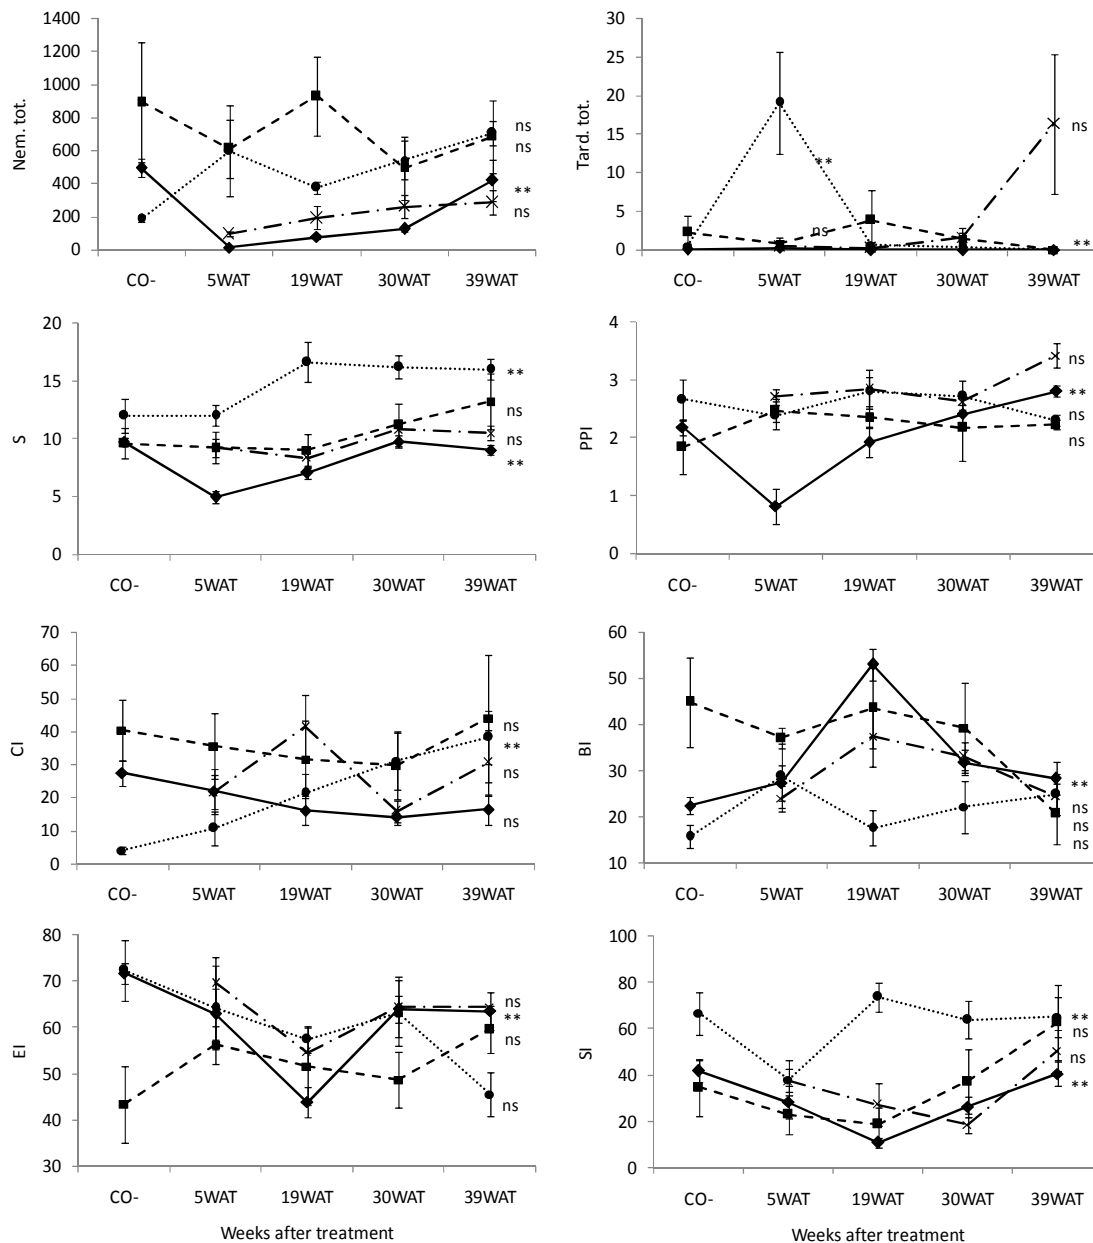 Nem. tot.
1400
1200
1000
800
600
400
200
0
ns
ns
**
ns
CO-
5WAT
19WAT
30WAT
39WAT
Tard. tot.
30
25
20
15
10
5
0
**
ns
ns
**
CO-
5WAT
19WAT
30WAT
39WAT
S
20
15
10
5
0
**
ns
ns
**
CO-
5WAT
19WAT
30WAT
39WAT
PPI
4
3
2
1
0
ns
**
ns
ns
CO-
5WAT
19WAT
30WAT
39WAT
CI
70
60
50
40
30
20
10
0
ns
**
ns
ns
CO-
5WAT
19WAT
30WAT
39WAT
BI
60
50
40
30
20
10
**
ns
ns
ns
CO-
5WAT
19WAT
30WAT
39WAT
EI
80
70
60
50
40
30
ns
**
ns
ns
CO-
5WAT
19WAT
30WAT
39WAT
Weeks after treatment
SI
100
80
60
40
20
0
**
ns
ns
**
CO-
5WAT
19WAT
30WAT
39WAT
Weeks after treatment